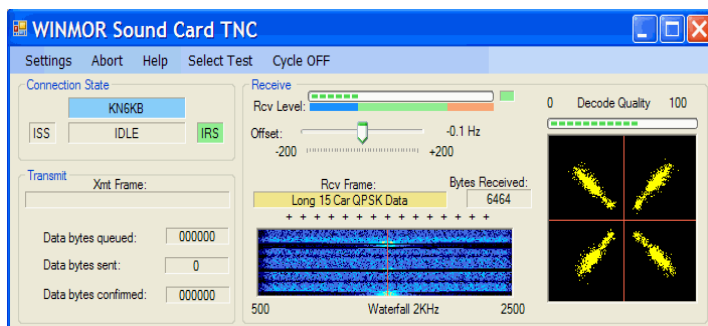 WINMOR Sound Card TNC
Settings Abort Help Select Test Cycle OFF
Connection State
KN6KB
ISS IDLE IRS
Transmit
Xmt Frame:
Data bytes queued: 000000
Data bytes sent: 0
Data bytes confirmed: 000000
Receive
Rcv Level:
Offset: -0.1 Hz
-200 +200
Rcv Frame: Bytes Received:
Long 15 Car QPSK Data 6464
+ + + + + + + + + + + + + + +
500 Waterfall 2KHz 2500
0 Decode Quality 100